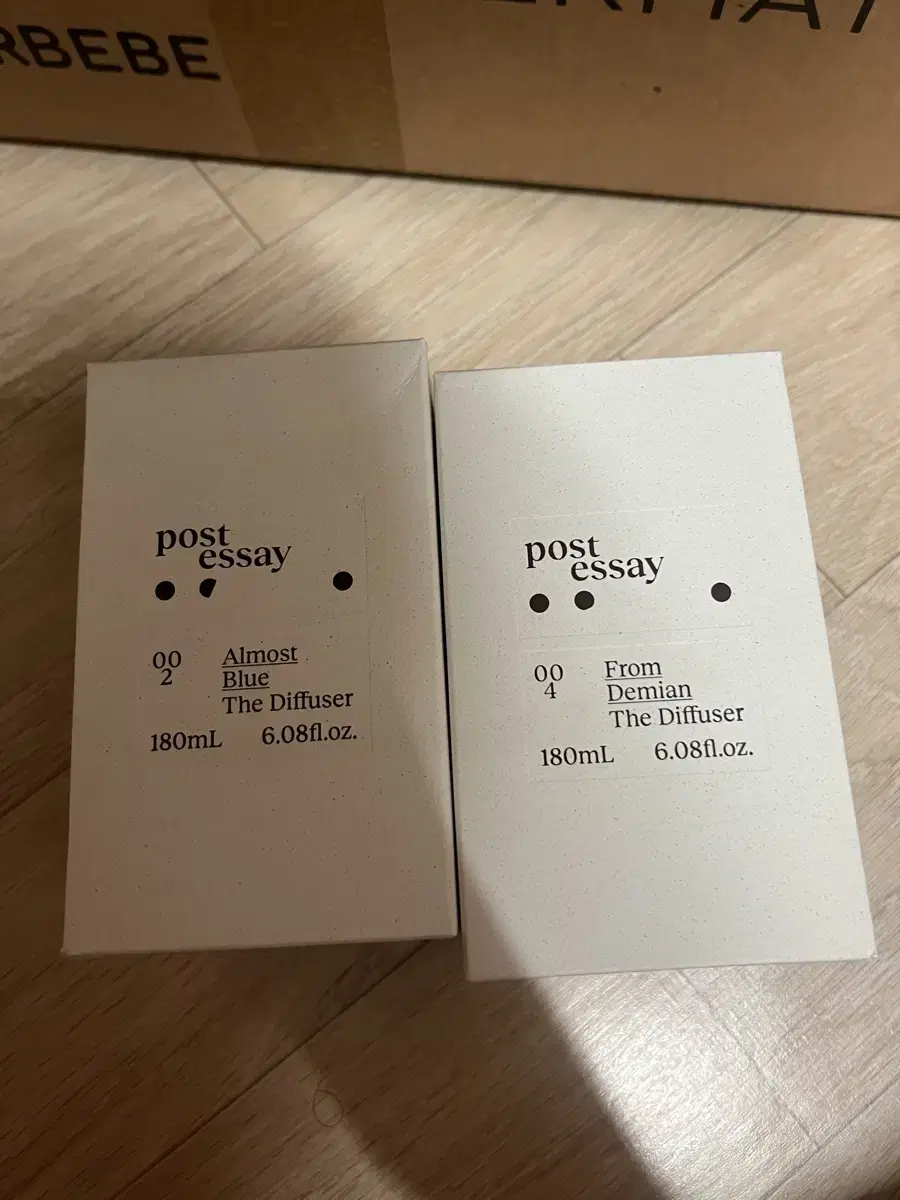 RBEBE
post
essay
00
2
Almost
Blue
The Diffuser
180mL 6.08fl.oz.
post
essay
00
4
From
Demian
The Diffuser
180mL 6.08fl.oz.